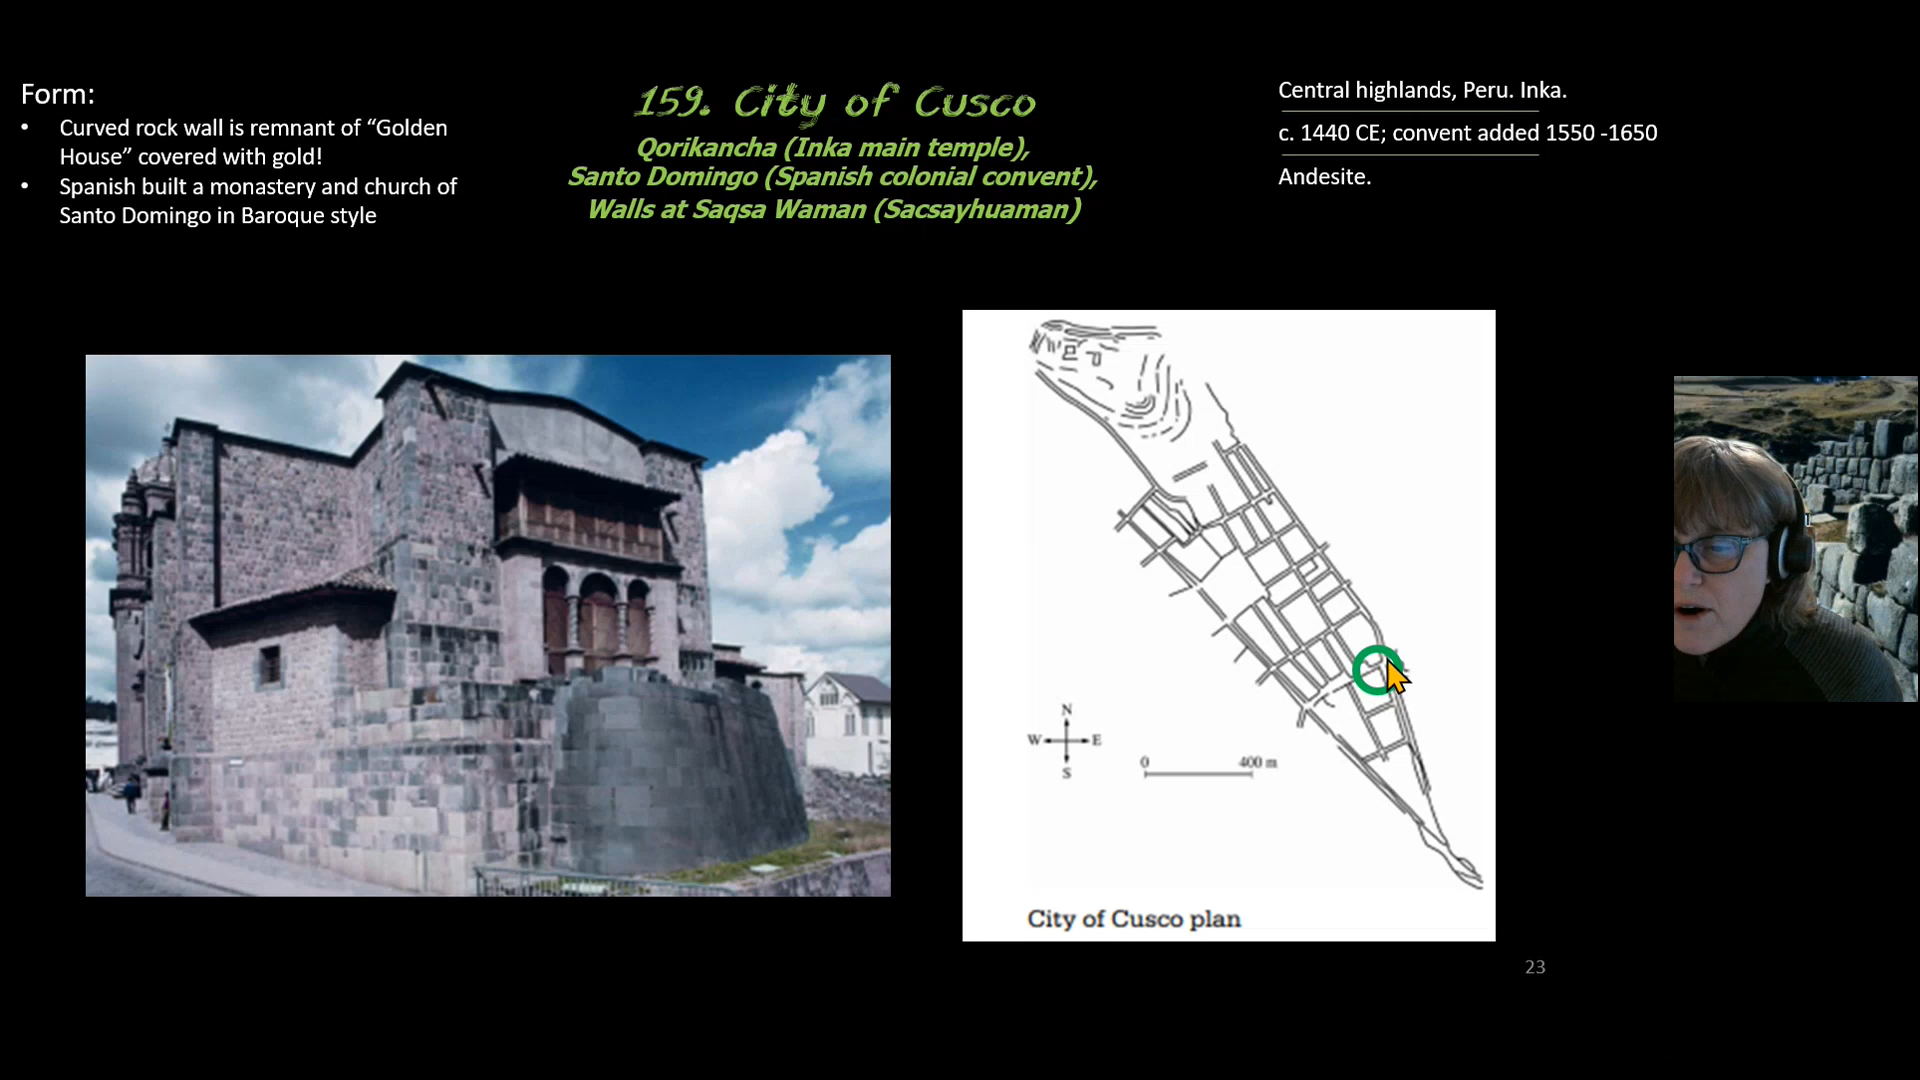 Form:
• Curved rock wall is remnant of “Golden
House” covered with gold!
• Spanish built a monastery and church of
Santo Domingo in Baroque style
159. City of Cusco
Qorikancha (Inka main temple),
Santo Domingo (Spanish colonial convent),
Walls at Saqsa Waman (Sacsayhuaman)
Central highlands, Peru. Inka.
c. 1440 CE; convent added 1550 -1650
Andesite.
N
W E
S
0 400 m
City of Cusco plan
23